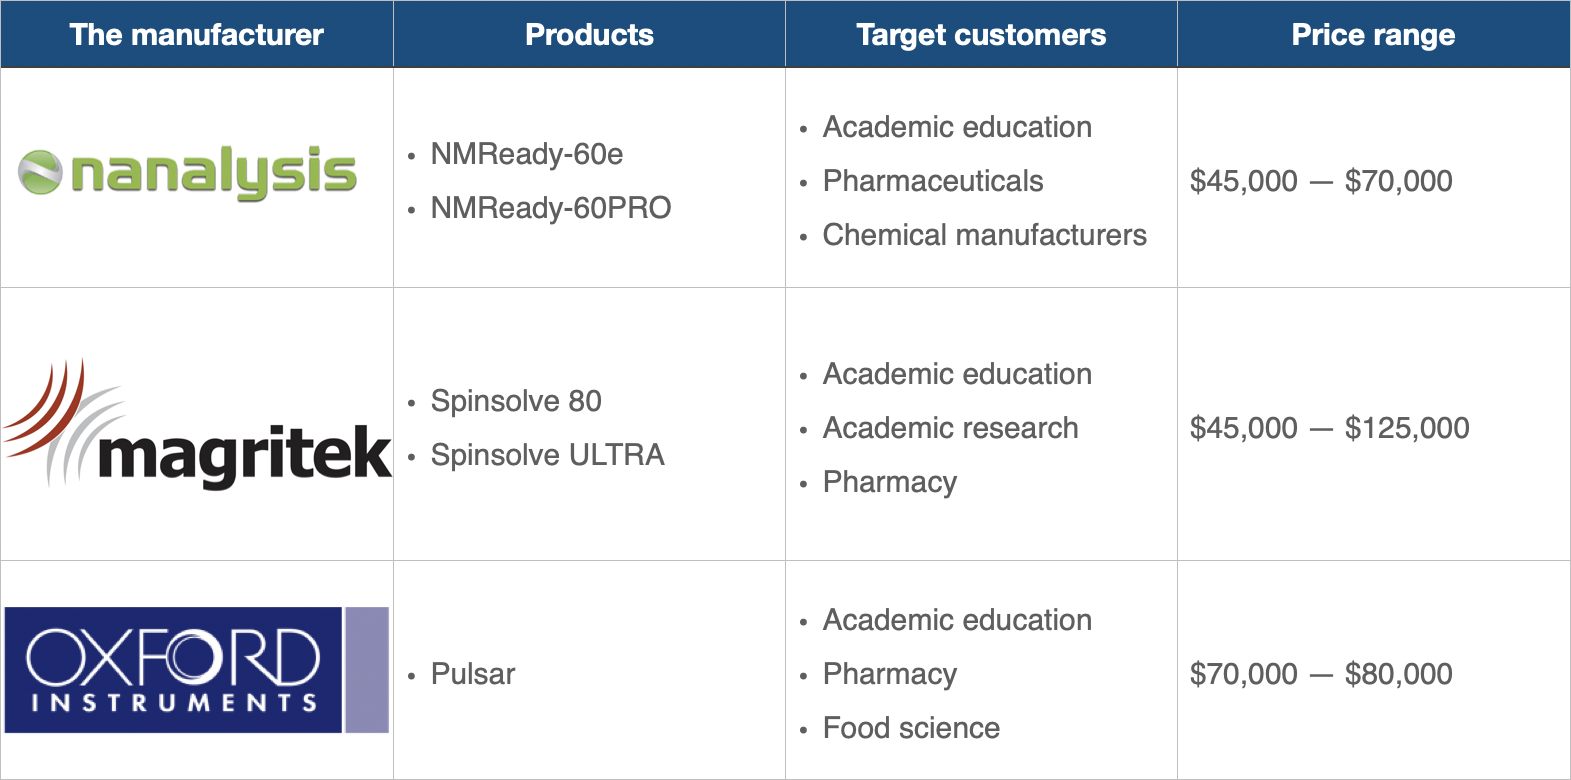 The manufacturer Products Target customers Price range
nanalysis
• NMReady-60e
• NMReady-60PRO
• Academic education
• Pharmaceuticals
• Chemical manufacturers
$45,000 — $70,000
magritek
• Spinsolve 80
• Spinsolve ULTRA
• Academic education
• Academic research
• Pharmacy
$45,000 — $125,000
OXFORD
INSTRUMENTS
• Pulsar
• Academic education
• Pharmacy
• Food science
$70,000 — $80,000